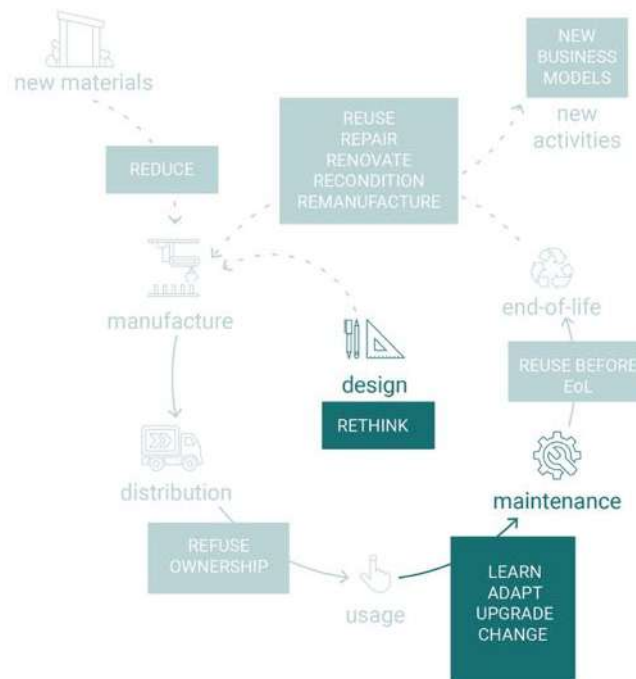 new materials
NEW
BUSINESS
MODELS
new
activities
REUSE
REPAIR
RENOVATE
RECONDITION
REMANUFACTURE
REDUCE
manufacture
end-of-life
design
RETHINK
REUSE BEFORE
EoL
distribution
maintenance
REFUSE
OWNERSHIP
usage
LEARN
ADAPT
UPGRADE
CHANGE